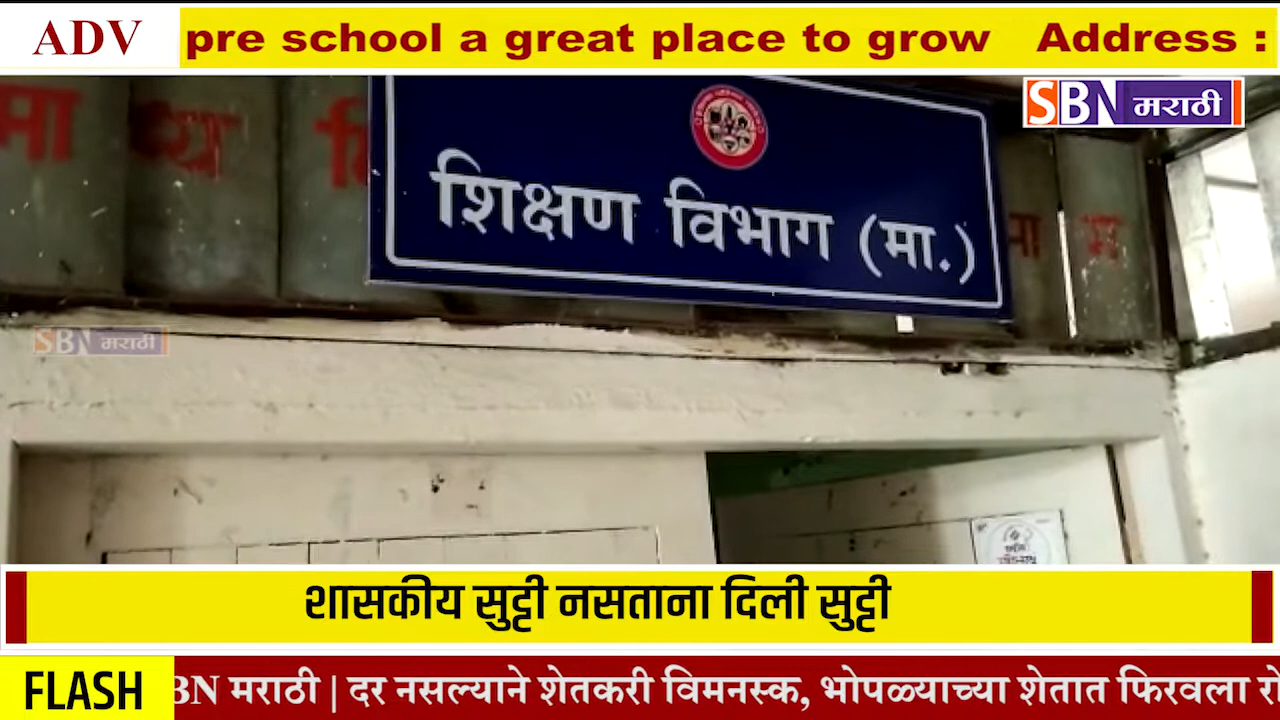 ADV pre school a great place to grow Address :
SBN मराठी
माध्य
शिक्षण विभाग (मा.)
SBN मराठी
शासकीय सुट्टी नसताना दिली सुट्टी
FLASH SBN मराठी | दर नसल्याने शेतकरी विमनस्क, भोपळ्याच्या शेतात फिरवला रो